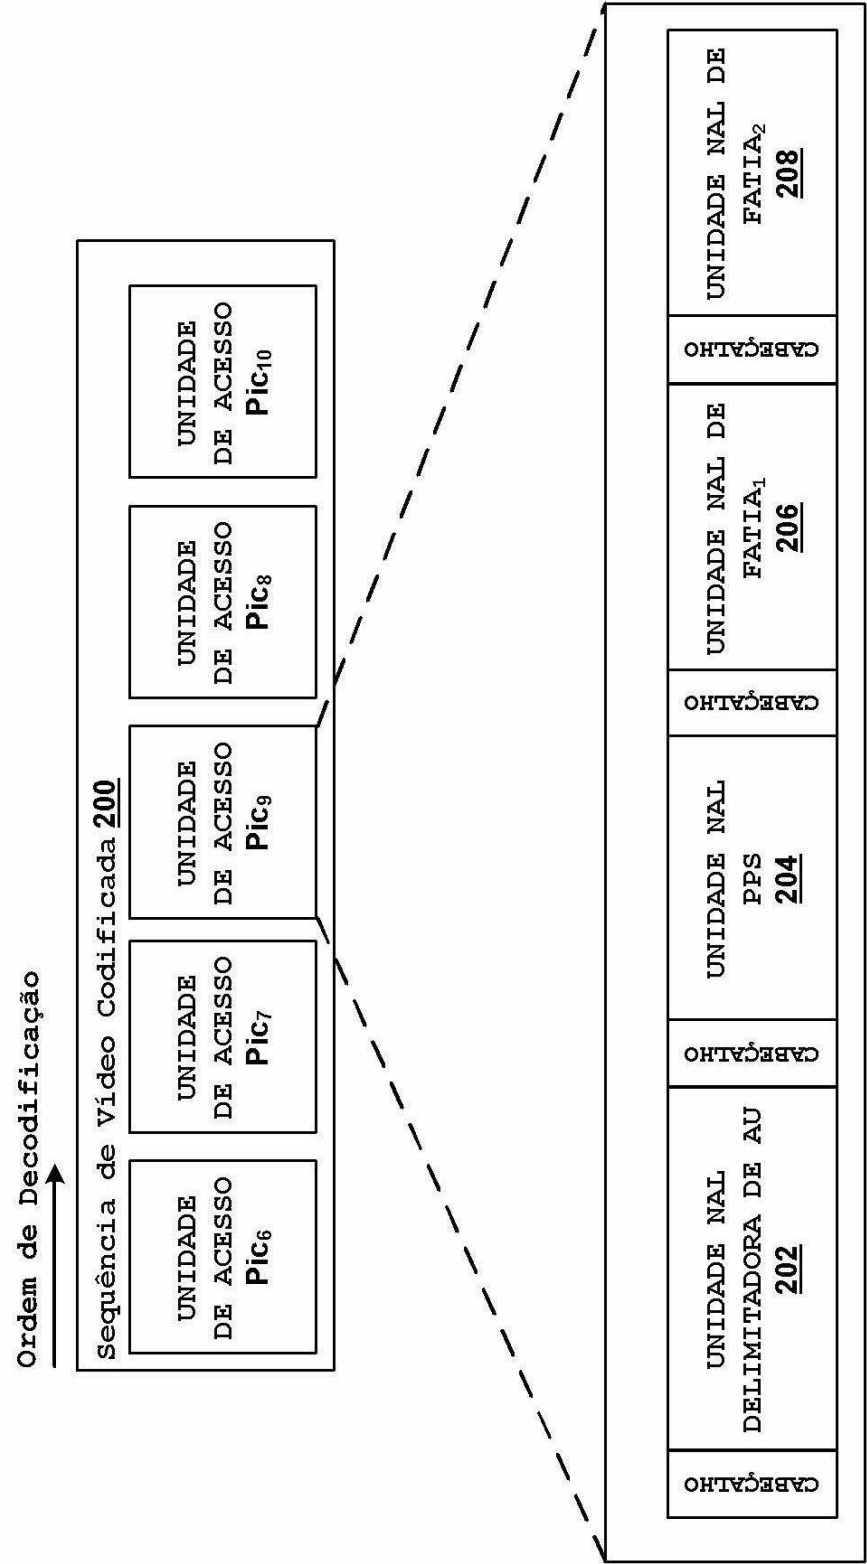 Ordem de Decodificação
Sequência de Vídeo Codificada 200
UNIDADE
DE ACESSO
Pic6
UNIDADE
DE ACESSO
Pic7
UNIDADE
DE ACESSO
Pic9
UNIDADE
DE ACESSO
Pic8
UNIDADE
DE ACESSO
Pic10
CABEÇALHO
UNIDADE NAL
DELIMITADORA DE AU
202
CABEÇALHO
UNIDADE NAL
PPS
204
CABEÇALHO
UNIDADE NAL DE
FATIA1
206
CABEÇALHO
UNIDADE NAL DE
FATIA2
208